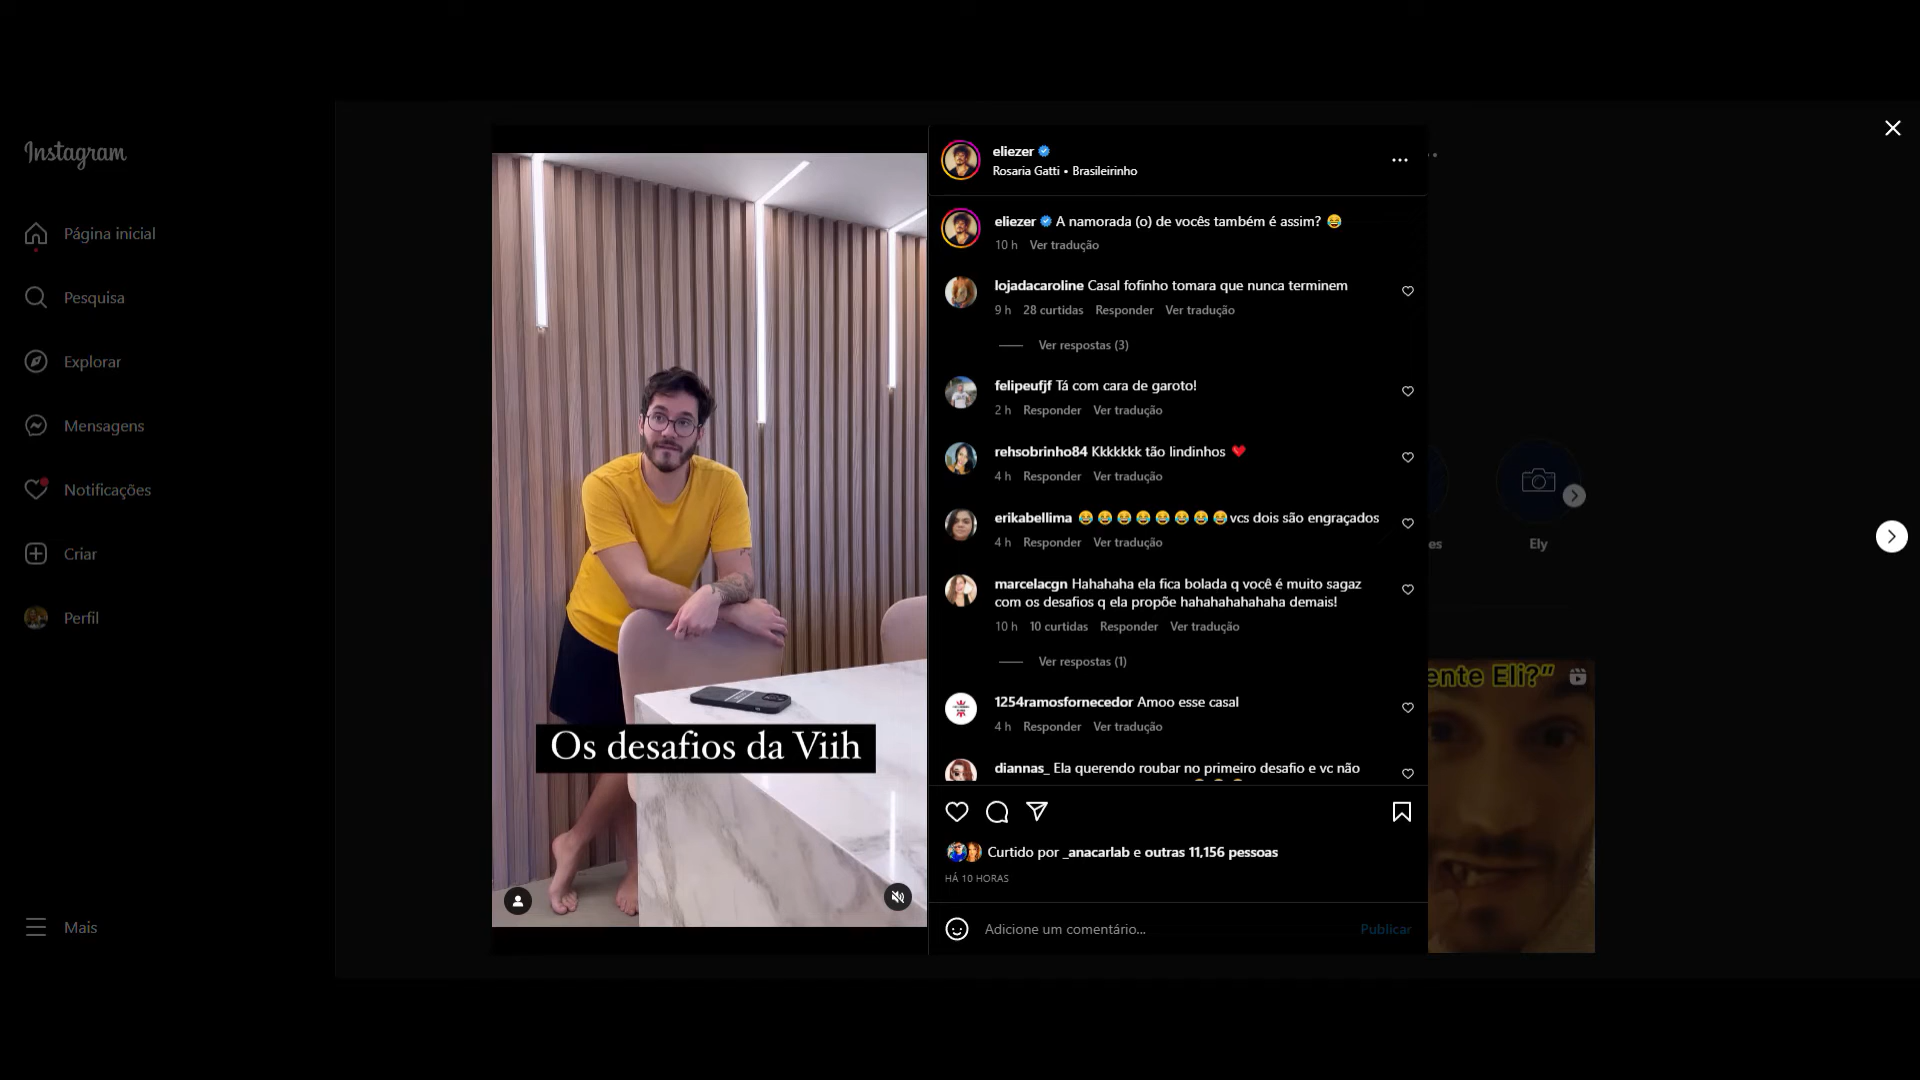 Instagram
Página inicial
Pesquisa
Explorar
Mensagens
Notificações
Criar
Perfil
Mais
Os desafios da Viih
eliezer
Rosaria Gatti • Brasileirinho
eliezer A namorada (o) de vocês também é assim? 😂
10 h Ver tradução
lojadacaroline Casal fofinho tomara que nunca terminem
9 h 28 curtidas Responder Ver tradução
Ver respostas (3)
felipeufjf Tá com cara de garoto!
2 h Responder Ver tradução
rehsobrinho84 Kkkkkkk tão lindinhos ❤️
4 h Responder Ver tradução
erikabellima 😂😂😂😂😂😂😂😂vcs dois são engraçados
4 h Responder Ver tradução
marcelacgn Hahahaha ela fica bolada q você é muito sagaz
com os desafios q ela propõe hahahahahahaha demais!
10 h 10 curtidas Responder Ver tradução
Ver respostas (1)
1254ramosfornecedor Amoo esse casal
4 h Responder Ver tradução
diannas_ Ela querendo roubar no primeiro desafio e vc não
Curtido por _anacarlab e outras 11,156 pessoas
HÁ 10 HORAS
Adicione um comentário...
Publicar
es
Ely
ente Eli?"